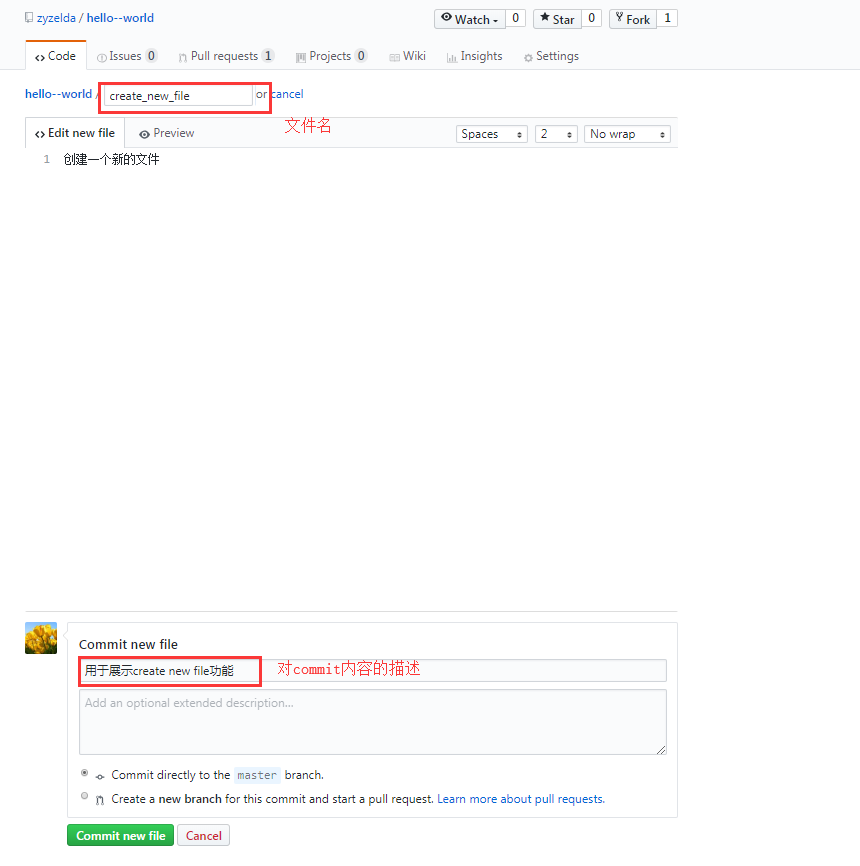 zyzelda / hello--world
Watch 0 Star 0 Fork 1
Code Issues 0 Pull requests 1 Projects 0 Wiki Insights Settings
hello--world / create_new_file or cancel
文件名
Edit new file Preview Spaces 2 No wrap
1 创建一个新的文件
Commit new file
用于展示create new file功能 对commit内容的描述
Add an optional extended description...
Commit directly to the master branch.
Create a new branch for this commit and start a pull request. Learn more about pull requests.
Commit new file Cancel